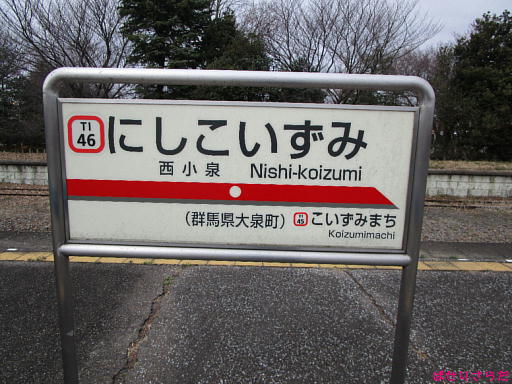 TI
46
にしこいずみ
西小泉 Nishi-koizumi
(群馬県大泉町) TI 45 こいずみまち
Koizumimachi